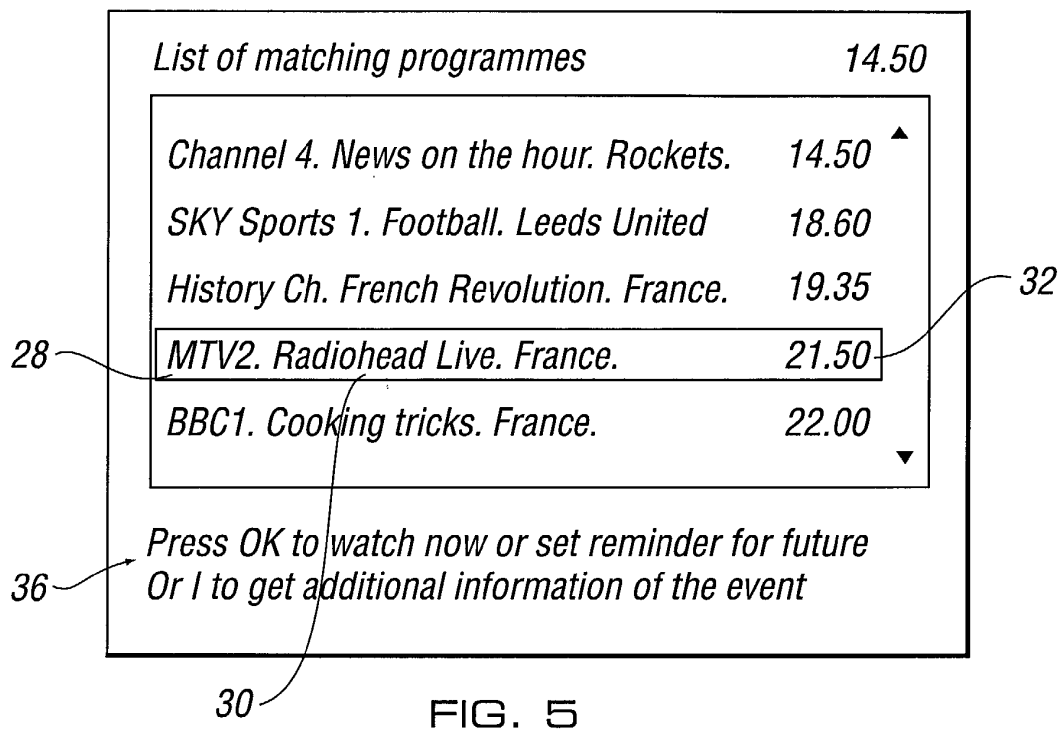 List of matching programmes 14.50
Channel 4. News on the hour. Rockets. 14.50
SKY Sports 1. Football. Leeds United 18.60
History Ch. French Revolution. France. 19.35
32
28
MTV2. Radiohead Live. France. 21.50
BBC1. Cooking tricks. France. 22.00
Press OK to watch now or set reminder for future
36
Or I to get additional information of the event
30
FIG. 5